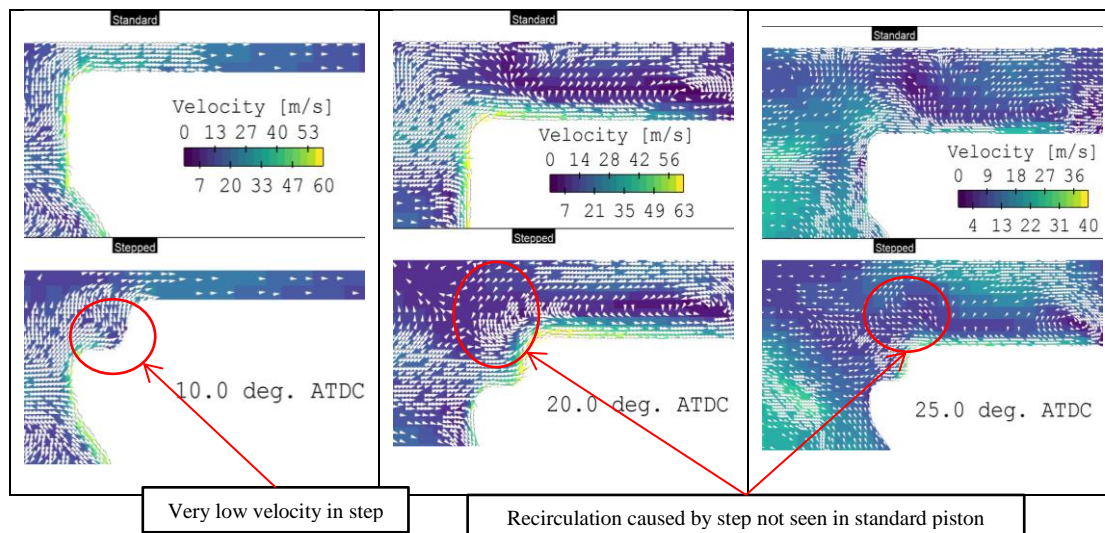 Standard
Velocity [m/s]
0 13 27 40 53
7 20 33 47 60
Stepped
10.0 deg. ATDC
Standard
Velocity [m/s]
0 14 28 42 56
7 21 35 49 63
Stepped
20.0 deg. ATDC
Standard
Velocity [m/s]
0 9 18 27 36
4 13 22 31 40
Stepped
25.0 deg. ATDC
Very low velocity in step
Recirculation caused by step not seen in standard piston